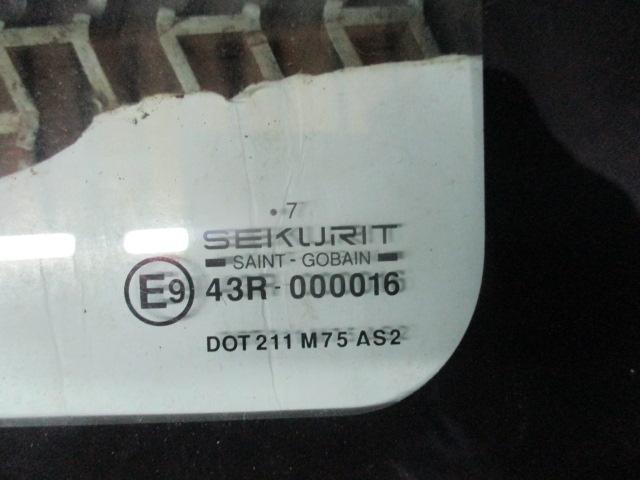 •7
SEKURIT
SAINT - GOBAIN
E9 43R-000016
DOT 211 M75 AS2